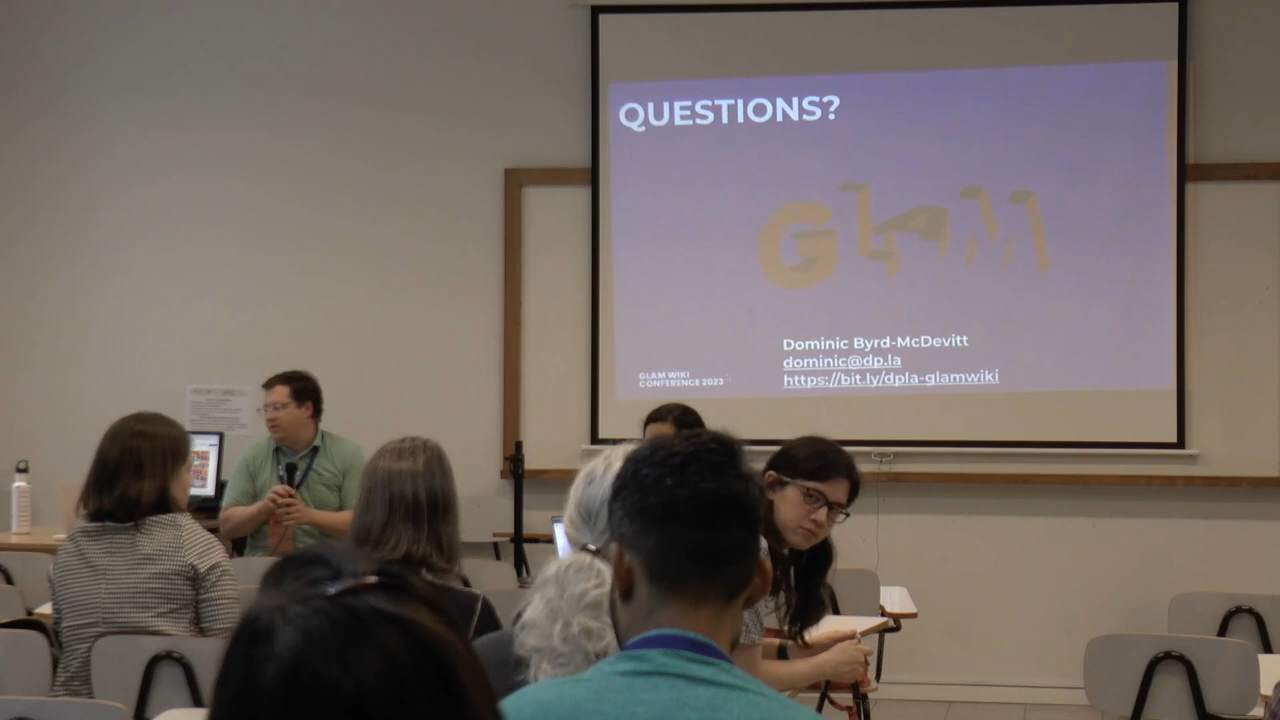 QUESTIONS?
GLAM
Dominic Byrd-McDevitt
dominic@dp.la
https://bit.ly/dpla-glamwiki
GLAM WIKI
CONFERENCE 2023